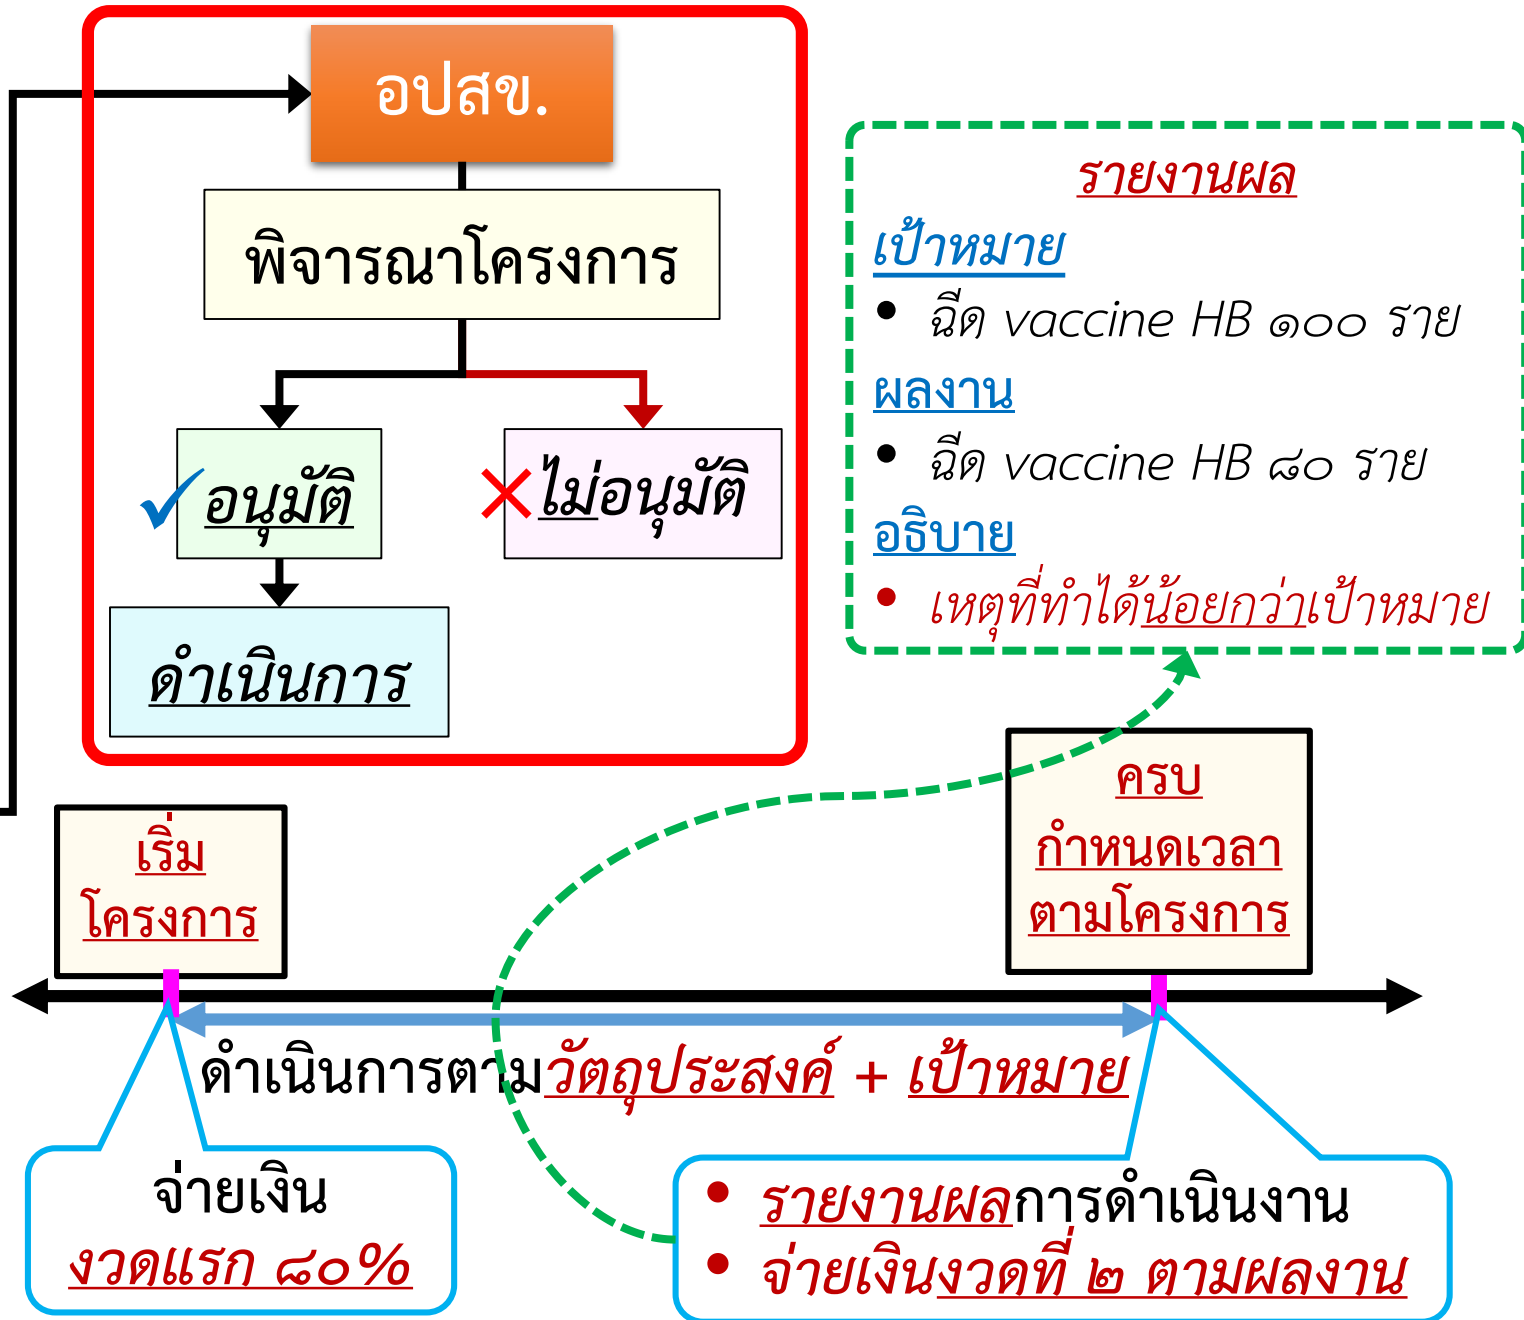 อปสข.
พิจารณาโครงการ
อนุมัติ
ไม่อนุมัติ
ดำเนินการ
รายงานผล
เป้าหมาย
• ฉีด vaccine HB ๑๐๐ ราย
ผลงาน
• ฉีด vaccine HB ๘๐ ราย
อธิบาย
• เหตุที่ทำได้น้อยกว่าเป้าหมาย
เริ่ม
โครงการ
ครบ
กำหนดเวลา
ตามโครงการ
ดำเนินการตามวัตถุประสงค์ + เป้าหมาย
จ่ายเงิน
งวดแรก ๘๐%
• รายงานผลการดำเนินงาน
• จ่ายเงินงวดที่ ๒ ตามผลงาน